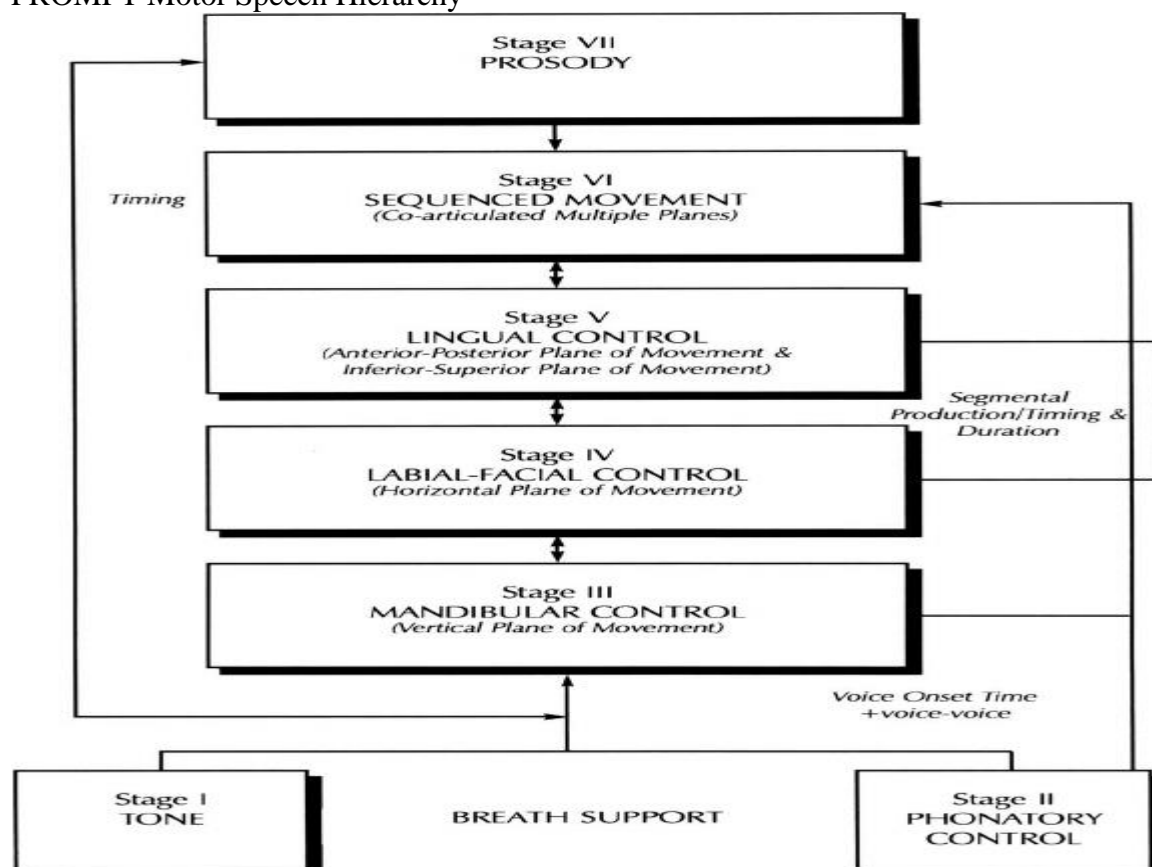 PROMPT Motor Speech Hierarchy
Stage VII
PROSODY
Timing
Stage VI
SEQUENCED MOVEMENT
(Co-articulated Multiple Planes)
Stage V
LINGUAL CONTROL
(Anterior-Posterior Plane of Movement &
Inferior-Superior Plane of Movement)
Segmental
Production/Timing &
Duration
Stage IV
LABIAL-FACIAL CONTROL
(Horizontal Plane of Movement)
Stage III
MANDIBULAR CONTROL
(Vertical Plane of Movement)
Voice Onset Time
+voice-voice
Stage I
TONE
BREATH SUPPORT
Stage II
PHONATORY
CONTROL